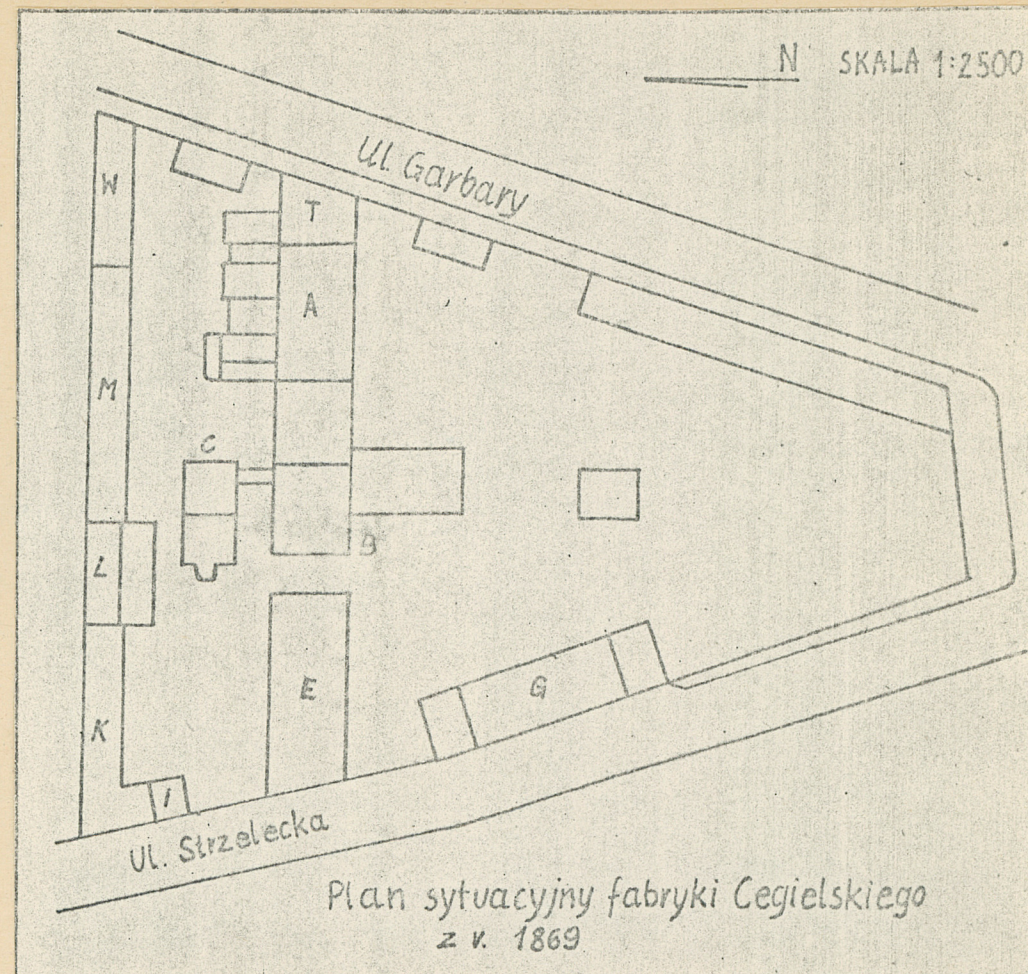 N SKALA 1:2500
Ul. Garbary
W
T
A
M
C
B
L
E
G
K
I
Ul. Strzelecka
Plan sytuacyjny fabryki Cegielskiego
z r. 1869